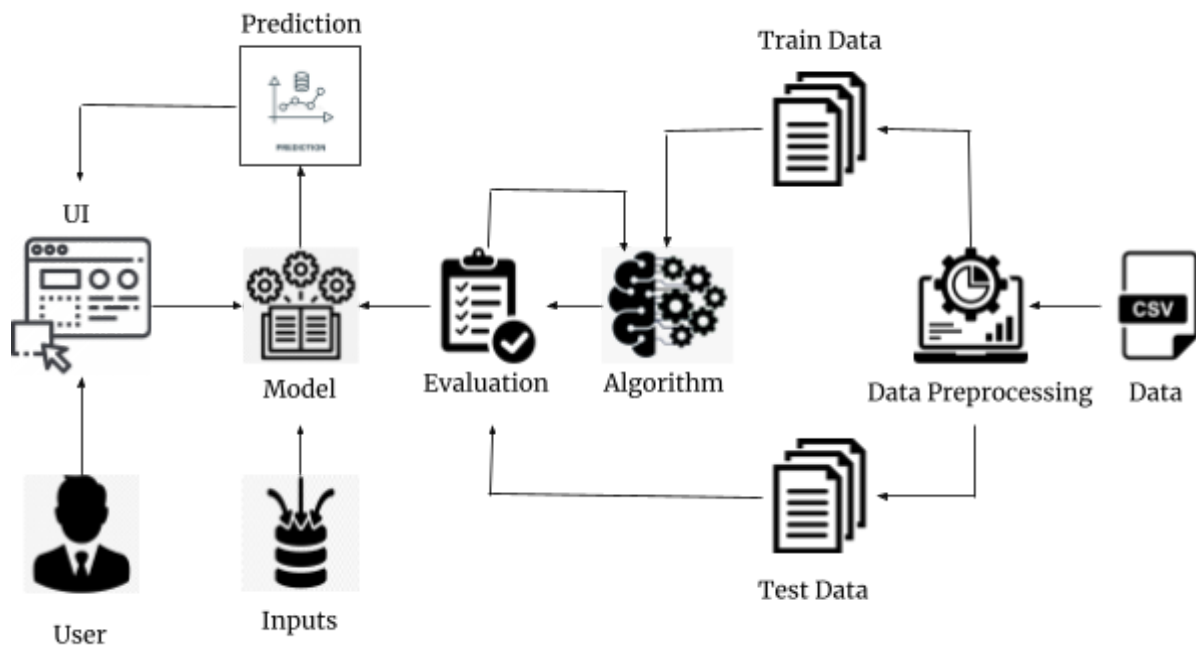 Prediction
Train Data
PREDICTION
UI
CSV
Model
Evaluation
Algorithm
Data Preprocessing
Data
Test Data
Inputs
User